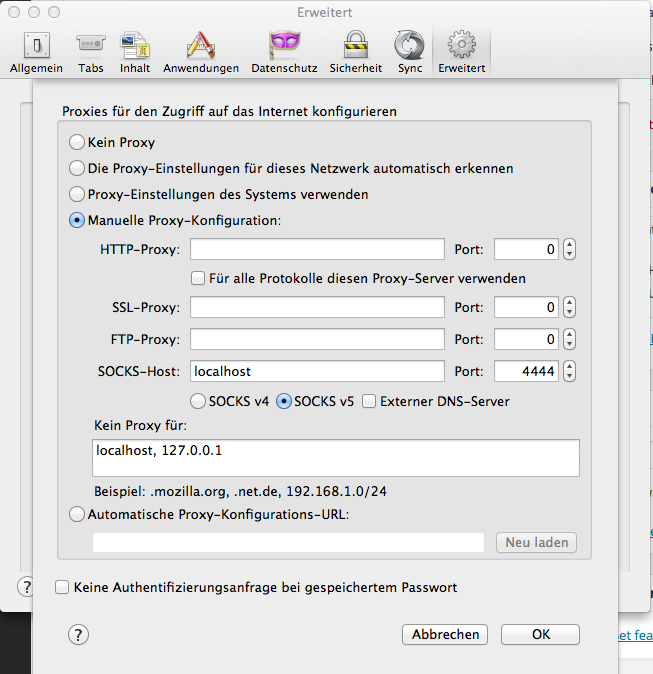 Erweitert
Allgemein Tabs Inhalt Anwendungen Datenschutz Sicherheit Sync Erweitert
Proxies für den Zugriff auf das Internet konfigurieren
Kein Proxy
Die Proxy-Einstellungen für dieses Netzwerk automatisch erkennen
Proxy-Einstellungen des Systems verwenden
Manuelle Proxy-Konfiguration:
HTTP-Proxy: Port: 0
Für alle Protokolle diesen Proxy-Server verwenden
SSL-Proxy: Port: 0
FTP-Proxy: Port: 0
SOCKS-Host: localhost Port: 4444
SOCKS v4 SOCKS v5 Externer DNS-Server
Kein Proxy für:
localhost, 127.0.0.1
Beispiel: .mozilla.org, .net.de, 192.168.1.0/24
Automatische Proxy-Konfigurations-URL:
Neu laden
Keine Authentifizierungsanfrage bei gespeichertem Passwort
? ?
Abbrechen OK
et fea